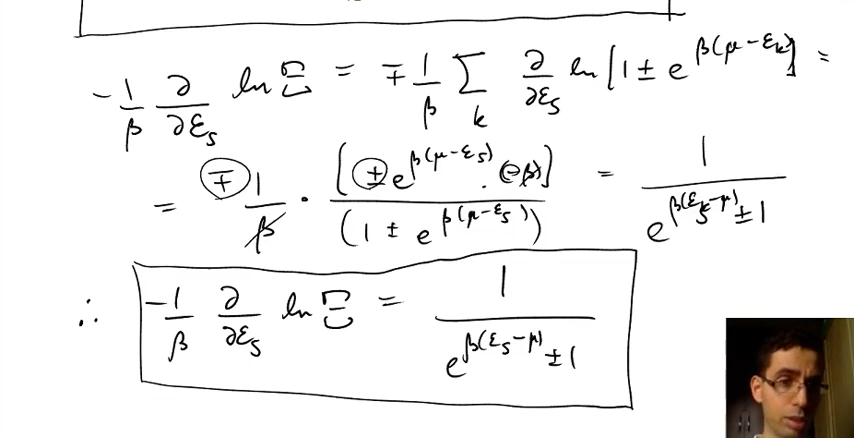 -1/β ∂/∂ε_s ln Ξ = ∓ 1/β Σ_k ∂/∂ε_s ln[1 ± e^{β(μ-ε_k)}] =
= ∓ 1/β · [± e^{β(μ-ε_s)} · (-β)] / (1 ± e^{β(μ-ε_s)}) = 1 / (e^{β(ε_s-μ)} ± 1)
∴ -1/β ∂/∂ε_s ln Ξ = 1 / (e^{β(ε_s-μ)} ± 1)